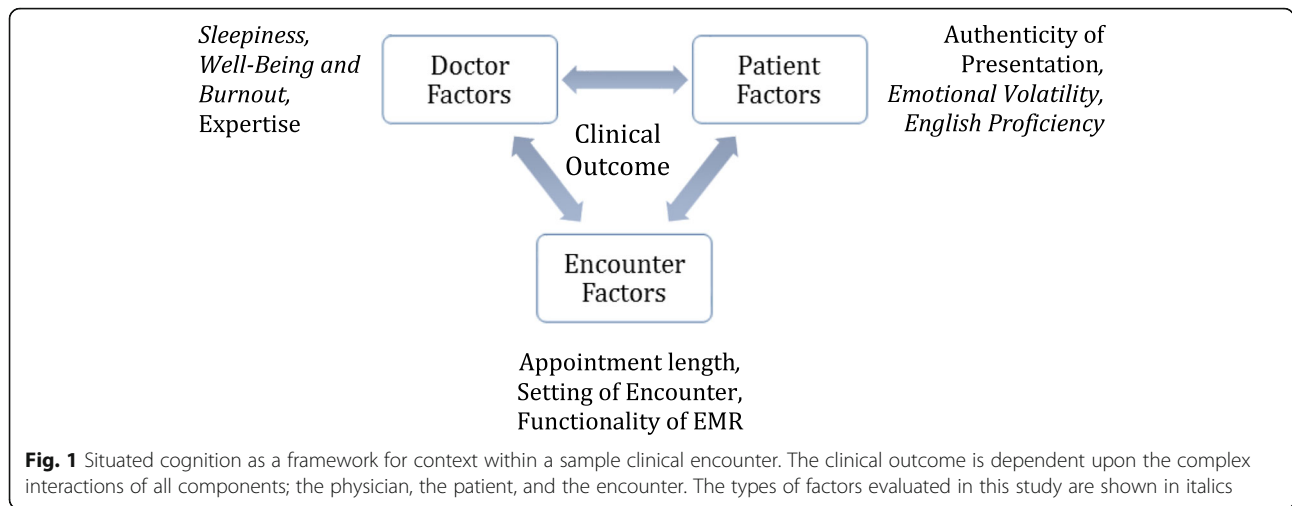 Sleepiness,
Well-Being and
Burnout,
Expertise
Doctor
Factors
Patient
Factors
Authenticity of
Presentation,
Emotional Volatility,
English Proficiency
Clinical
Outcome
Encounter
Factors
Appointment length,
Setting of Encounter,
Functionality of EMR
Fig. 1 Situated cognition as a framework for context within a sample clinical encounter. The clinical outcome is dependent upon the complex
interactions of all components; the physician, the patient, and the encounter. The types of factors evaluated in this study are shown in italics